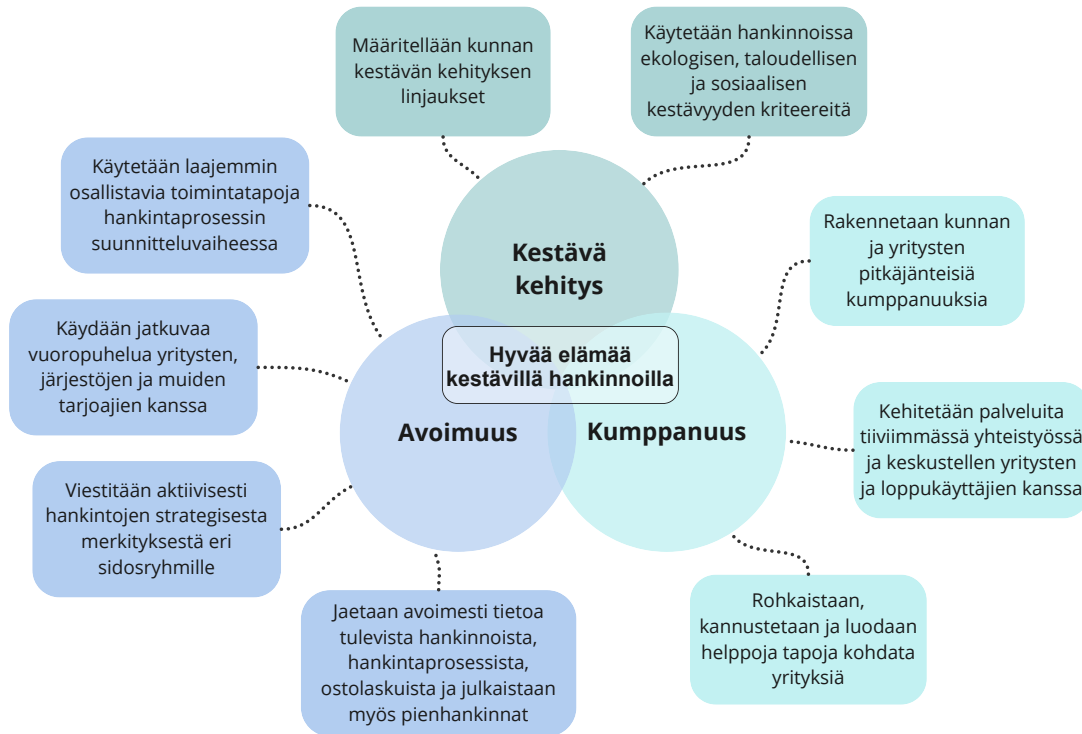 Määritellään kunnan
kestävän kehityksen
linjaukset
Käytetään hankinnoissa
ekologisen, taloudellisen
ja sosiaalisen
kestävyyden kriteereitä
Käytetään laajemmin
osallistavia toimintatapoja
hankintaprosessin
suunnitteluvaiheessa
Rakennetaan kunnan
ja yritysten
pitkäjänteisiä
kumppanuuksia
Kestävä
kehitys
Käydään jatkuvaa
vuoropuhelua yritysten,
järjestöjen ja muiden
tarjoajien kanssa
Hyvää elämää
kestävillä hankinnoilla
Avoimuus
Kumppanuus
Kehitetään palveluita
tiiviimmässä yhteistyössä
ja keskustellen yritysten
ja loppukäyttäjien kanssa
Viestitään aktiivisesti
hankintojen strategisesta
merkityksestä eri
sidosryhmille
Jaetaan avoimesti tietoa
tulevista hankinnoista,
hankintaprosessista,
ostolaskuista ja julkaistaan
myös pienhankinnat
Rohkaistaan,
kannustetaan ja luodaan
helppoja tapoja kohdata
yrityksiä